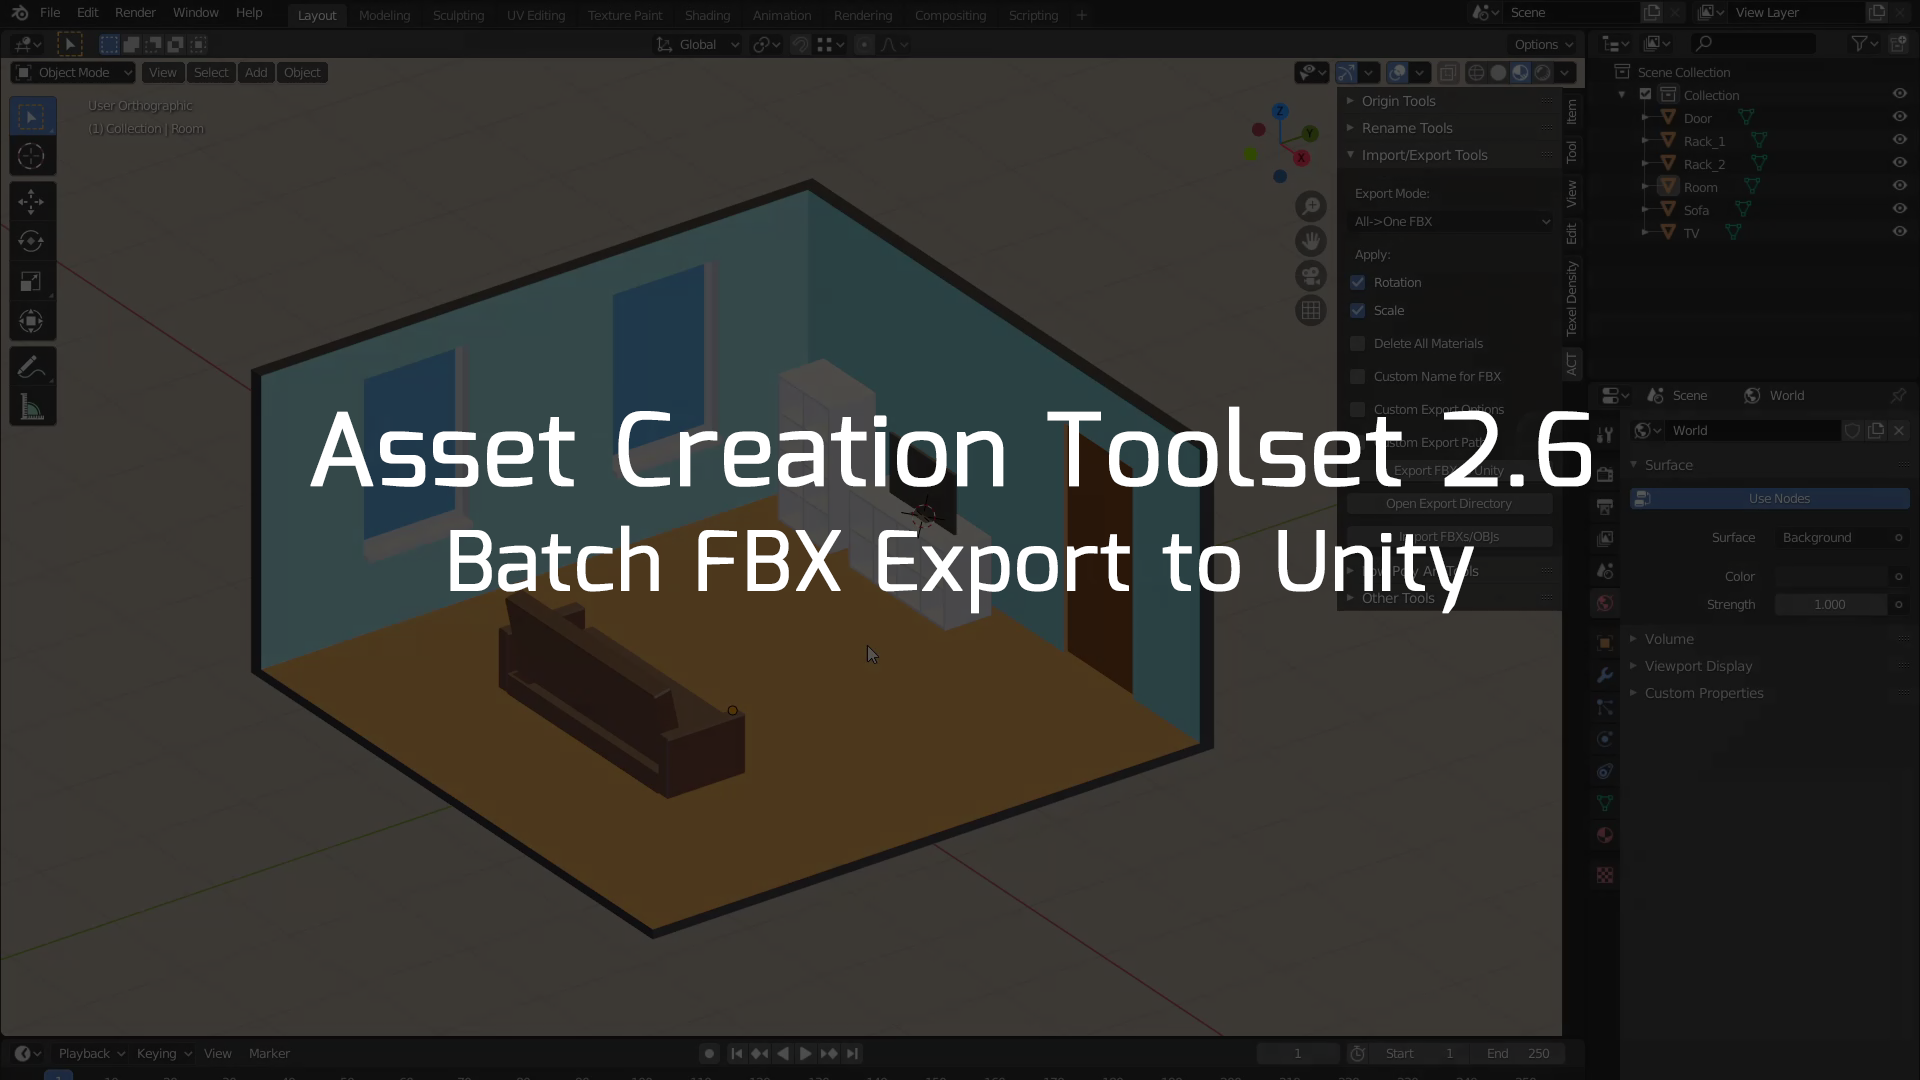 File Edit Render Window Help Layout Modeling Sculpting UV Editing Texture Paint Shading Animation Rendering Compositing Scripting + Scene View Layer
Global Options
Object Mode View Select Add Object
User Orthographic
(1) Collection | Room
Z
Y
X
Origin Tools
Rename Tools
Import/Export Tools
Export Mode:
All->One FBX
Apply:
Rotation
Scale
Delete All Materials
Custom Name for FBX
Custom Export Options
Open Export Directory
Other Tools
Item
Tool
View
Edit
Texel Density
ACT
Scene Collection
Collection
Door
Rack_1
Rack_2
Room
Sofa
TV
Scene World
World
Surface
Use Nodes
Surface Background
Color
Strength 1.000
Volume
Viewport Display
Custom Properties
Asset Creation Toolset 2.6
Batch FBX Export to Unity
Playback Keying View Marker 1 Start 1 End 250